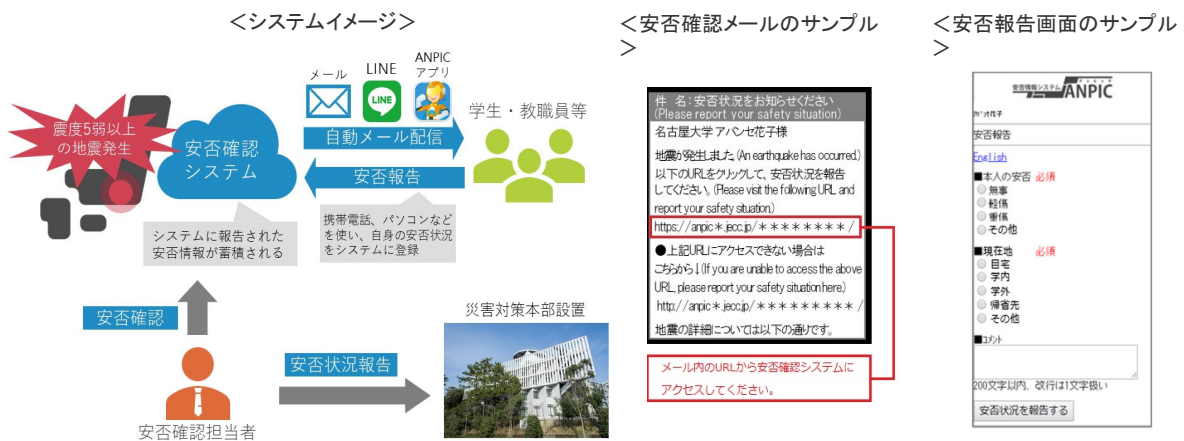 ＜システムイメージ＞
震度5弱以上
の地震発生
安否確認
システム
メール
LINE
ANPIC
アプリ
LINE
自動メール配信
安否報告
学生・教職員等
システムに報告された
安否情報が蓄積される
携帯電話、パソコンなど
を使い、自身の安否状況
をシステムに登録
安否確認
安否状況報告
災害対策本部設置
安否確認担当者
＜安否確認メールのサンプル
＞
件 名：安否状況をお知らせください
(Please report your safety situation)
名古屋大学 アバンセ花子様
地震が発生しました。(An earthquake has occurred.)
以下のURLをクリックして、安否状況を報告
してください。(Please visit the following URL and
report your safety situation.)
https://anpic＊.jecc.jp/＊＊＊＊＊＊＊＊/
●上記URLにアクセスできない場合は
こちらから↓(If you are unable to access the above
URL, please report your safety situation here.)
http://anpic＊.jecc.jp/＊＊＊＊＊＊＊＊＊/
地震の詳細については以下の通りです。
メール内のURLから安否確認システムに
アクセスしてください。
＜安否報告画面のサンプル
＞
安否情報システム ANPIC
安否報告
English
■本人の安否 必須
無事
軽傷
重傷
その他
■現在地 必須
自宅
学内
学外
帰省先
その他
■コメント
200文字以内、改行は1文字扱い
安否状況を報告する